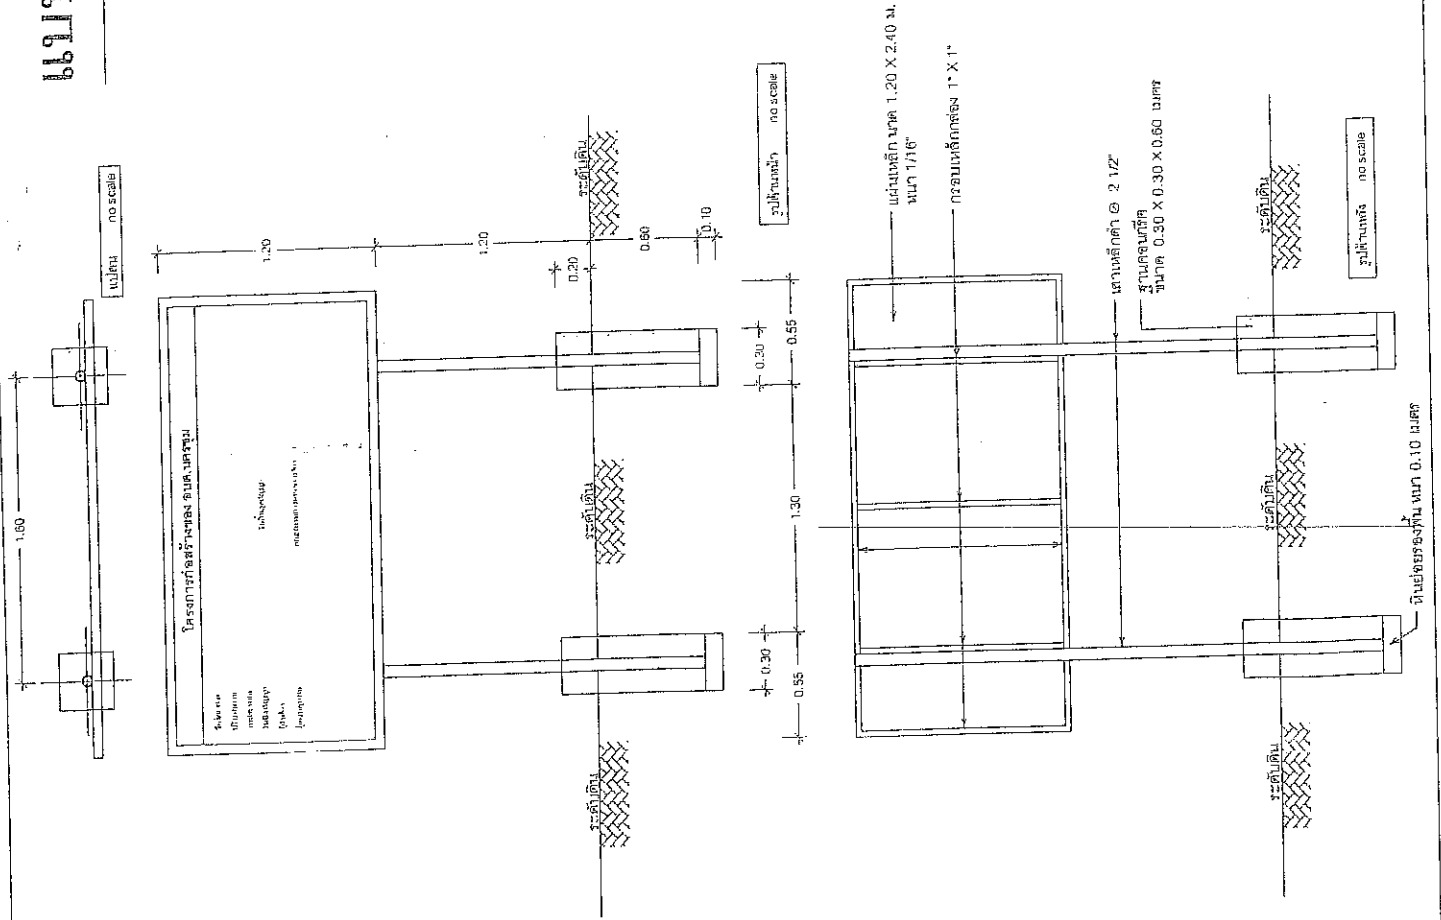 แบบ
แปลน no scale
1.60
โครงการก่อสร้างของ อบต.นครชุม
1.20
1.20
0.20
0.60
0.10
ระดับดิน
ระดับดิน
ระดับดิน
รูปด้านหน้า no scale
0.55
0.30
1.30
0.30
0.55
แผ่นเหล็กขนาด 1.20 X 2.40 ม.
หนา 1/16"
กรอบเหล็กกล่อง 1" X 1"
เสาเหล็กดำ ⊘ 2 1/2"
ฐานคอนกรีต
ขนาด 0.30 X 0.30 X 0.60 เมตร
ระดับดิน
ระดับดิน
ระดับดิน
หินย่อยรองพื้น หนา 0.10 เมตร
รูปด้านหลัง no scale